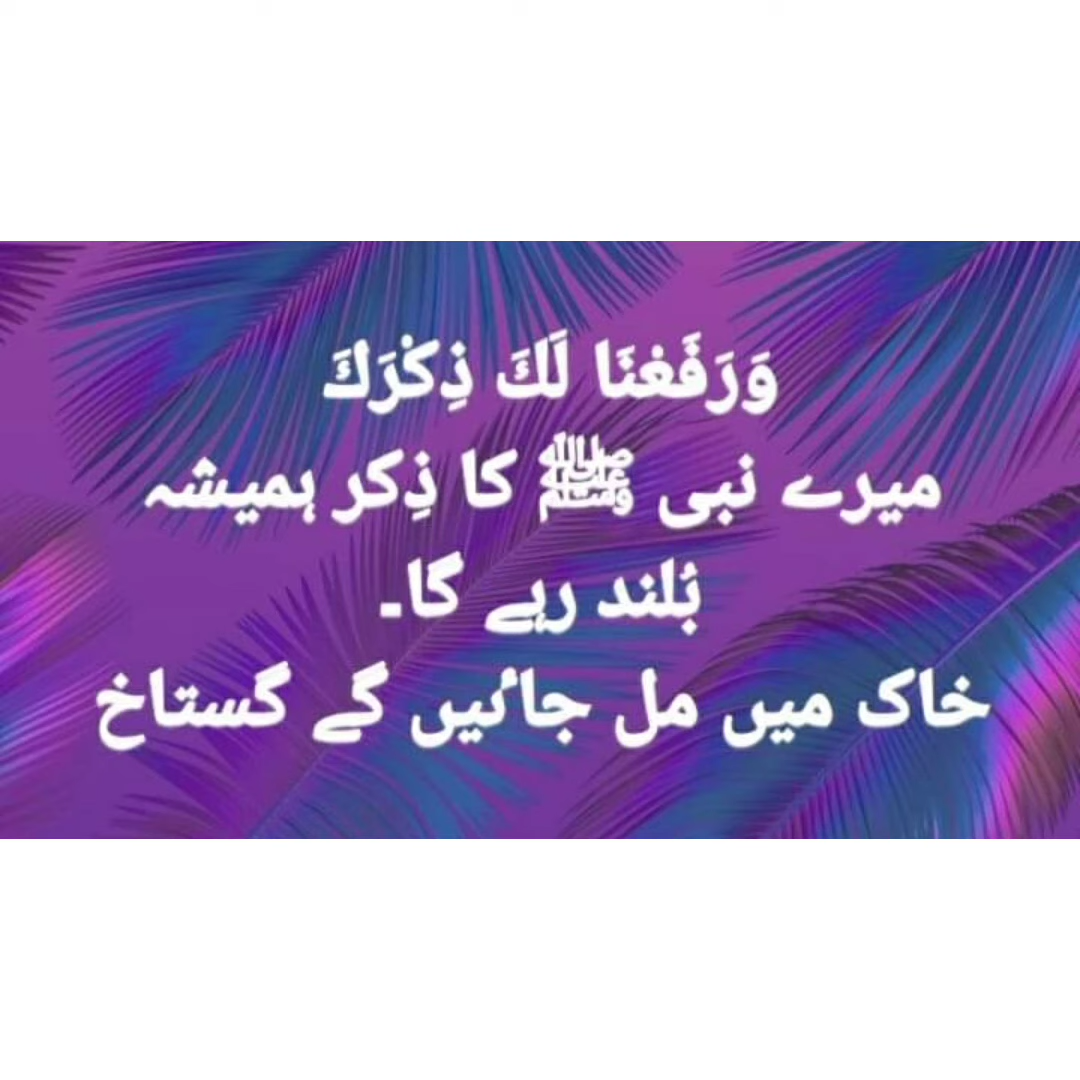 وَرَفَعْنَا لَكَ ذِكْرَكَ
میرے نبی ﷺ کا ذِکر ہمیشہ
بُلند رہے گا۔
خاک میں مل جائیں گے گستاخ